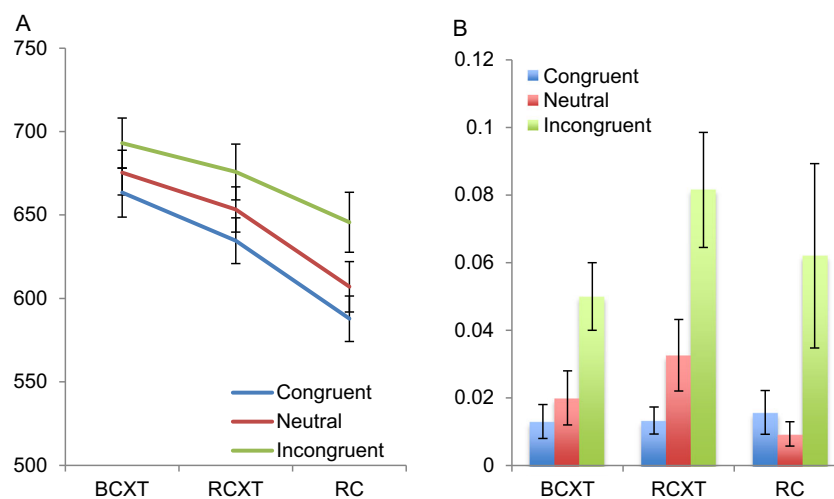 A
750
700
650
600
550
500
Congruent
Neutral
Incongruent
BCXT RCXT RC
B
0.12
0.1
0.08
0.06
0.04
0.02
0
Congruent
Neutral
Incongruent
BCXT RCXT RC